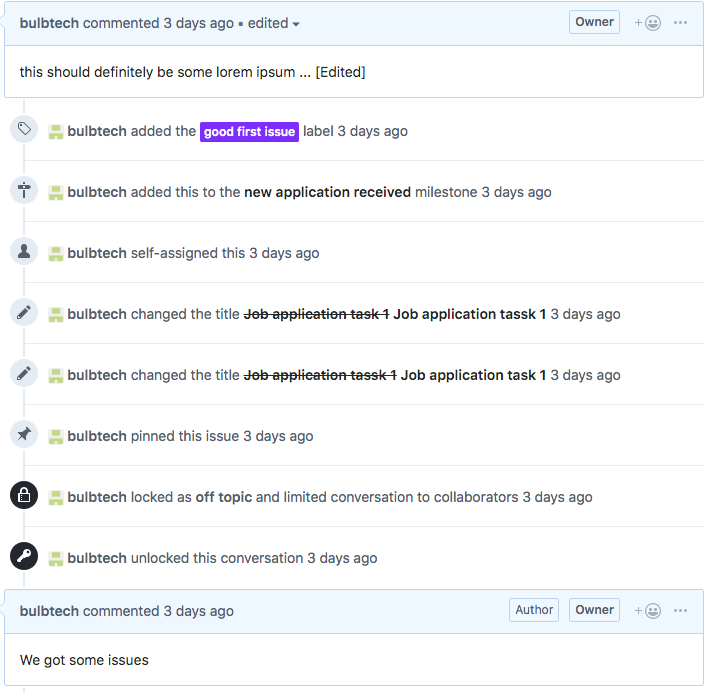 bulbtech commented 3 days ago • edited
Owner
this should definitely be some lorem ipsum ... [Edited]
bulbtech added the good first issue label 3 days ago
bulbtech added this to the new application received milestone 3 days ago
bulbtech self-assigned this 3 days ago
bulbtech changed the title Job application task 1 Job application tassk 1 3 days ago
bulbtech changed the title Job application tassk 1 Job application task 1 3 days ago
bulbtech pinned this issue 3 days ago
bulbtech locked as off topic and limited conversation to collaborators 3 days ago
bulbtech unlocked this conversation 3 days ago
bulbtech commented 3 days ago
Author Owner
We got some issues